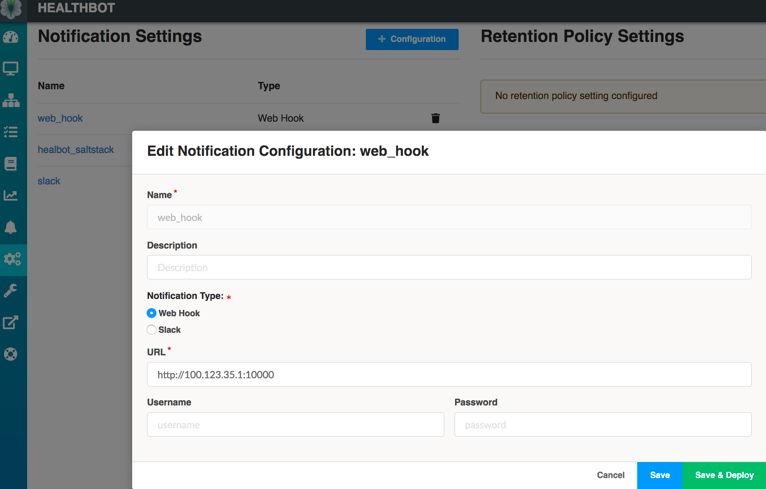 HEALTHBOT
Notification Settings
+ Configuration
Retention Policy Settings
Name Type
No retention policy setting configured
web_hook Web Hook
healbot_saltstack
slack
Edit Notification Configuration: web_hook
Name *
web_hook
Description
Description
Notification Type: *
Web Hook
Slack
URL *
http://100.123.35.1:10000
Username Password
username password
Cancel Save Save & Deploy